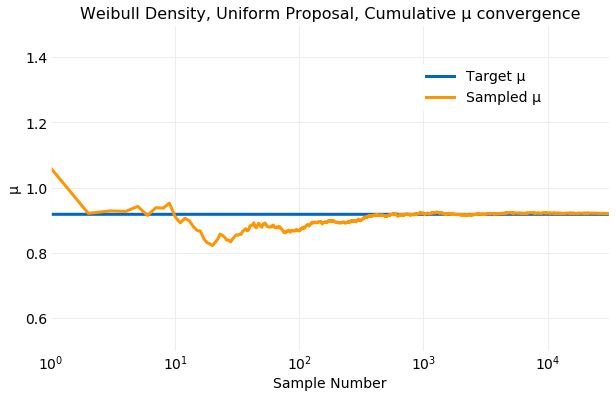 Weibull Density, Uniform Proposal, Cumulative μ convergence
1.4
1.2
1.0
0.8
0.6
μ
Target μ
Sampled μ
10⁰ 10¹ 10² 10³ 10⁴
Sample Number